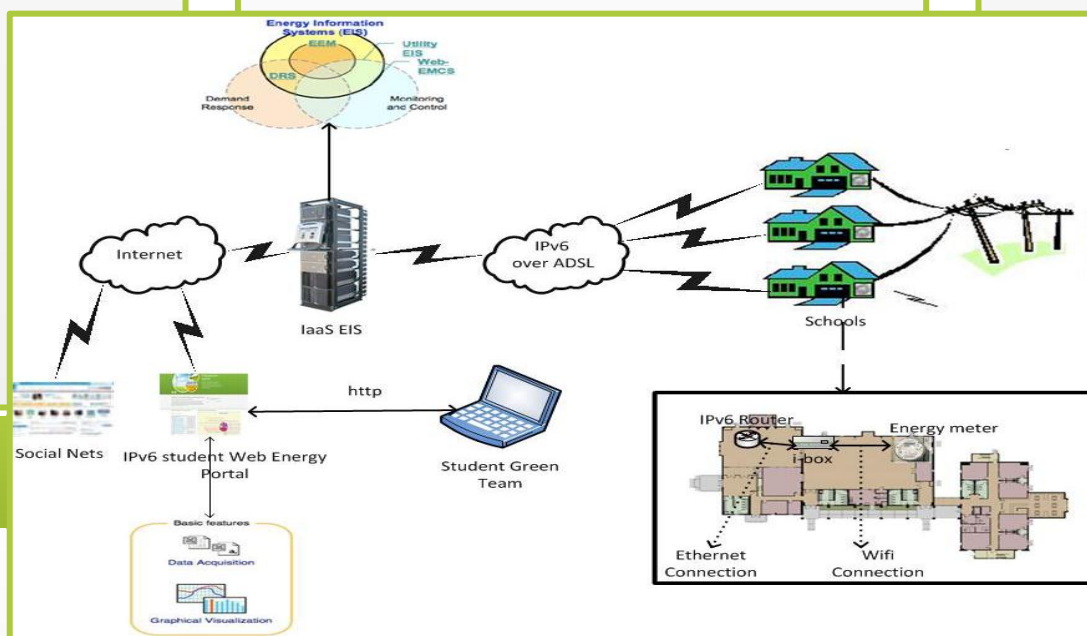 Energy Information
Systems (EIS)
EEM
Utility
EIS
Web-
EMCS
DRS
Demand
Response
Monitoring
and Control
Internet
IaaS EIS
IPv6
over ADSL
Schools
Social Nets
IPv6 student Web Energy
Portal
http
Student Green
Team
Basic features
Data Acquisition
Graphical Visualization
IPv6 Router
i-box
Energy meter
Ethernet
Connection
Wifi
Connection